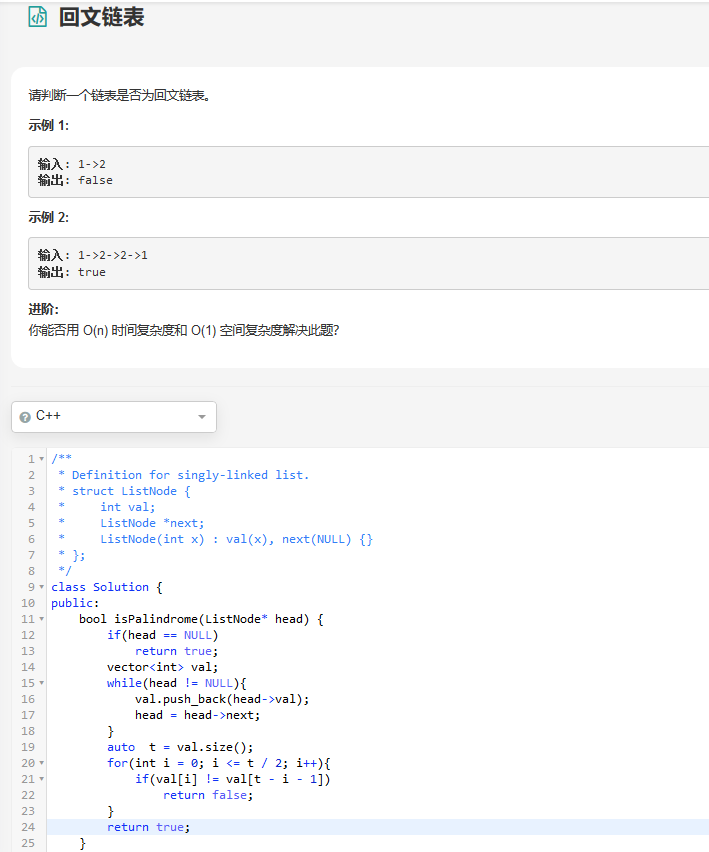 回文链表
请判断一个链表是否为回文链表。
示例 1:
输入: 1->2
输出: false
示例 2:
输入: 1->2->2->1
输出: true
进阶:
你能否用 O(n) 时间复杂度和 O(1) 空间复杂度解决此题?
C++
1 /**
2  * Definition for singly-linked list.
3  * struct ListNode {
4  *     int val;
5  *     ListNode *next;
6  *     ListNode(int x) : val(x), next(NULL) {}
7  * };
8  */
9 class Solution {
10 public:
11     bool isPalindrome(ListNode* head) {
12         if(head == NULL)
13             return true;
14         vector<int> val;
15         while(head != NULL){
16             val.push_back(head->val);
17             head = head->next;
18         }
19         auto  t = val.size();
20         for(int i = 0; i <= t / 2; i++){
21             if(val[i] != val[t - i - 1])
22                 return false;
23         }
24         return true;
25     }